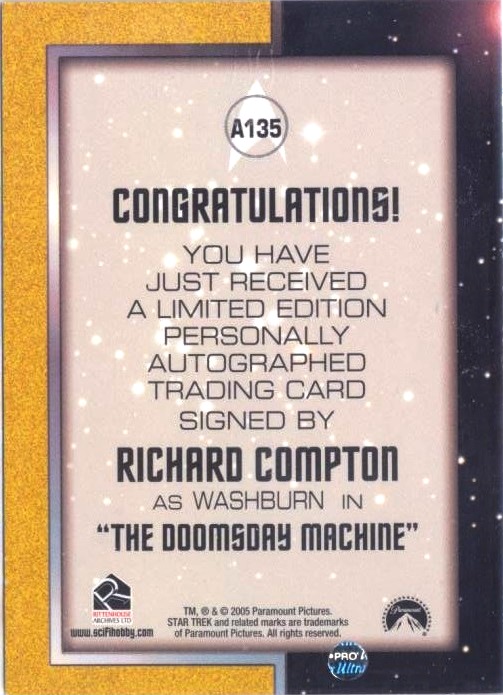 A135
CONGRATULATIONS!
YOU HAVE
JUST RECEIVED
A LIMITED EDITION
PERSONALLY
AUTOGRAPHED
TRADING CARD
SIGNED BY
RICHARD COMPTON
AS WASHBURN IN
"THE DOOMSDAY MACHINE"
RITTENHOUSE
ARCHIVES LTD
www.scifihobby.com
TM, ® & © 2005 Paramount Pictures.
STAR TREK and related marks are trademarks
of Paramount Pictures. All rights reserved.
Paramount
PRO
Ultra